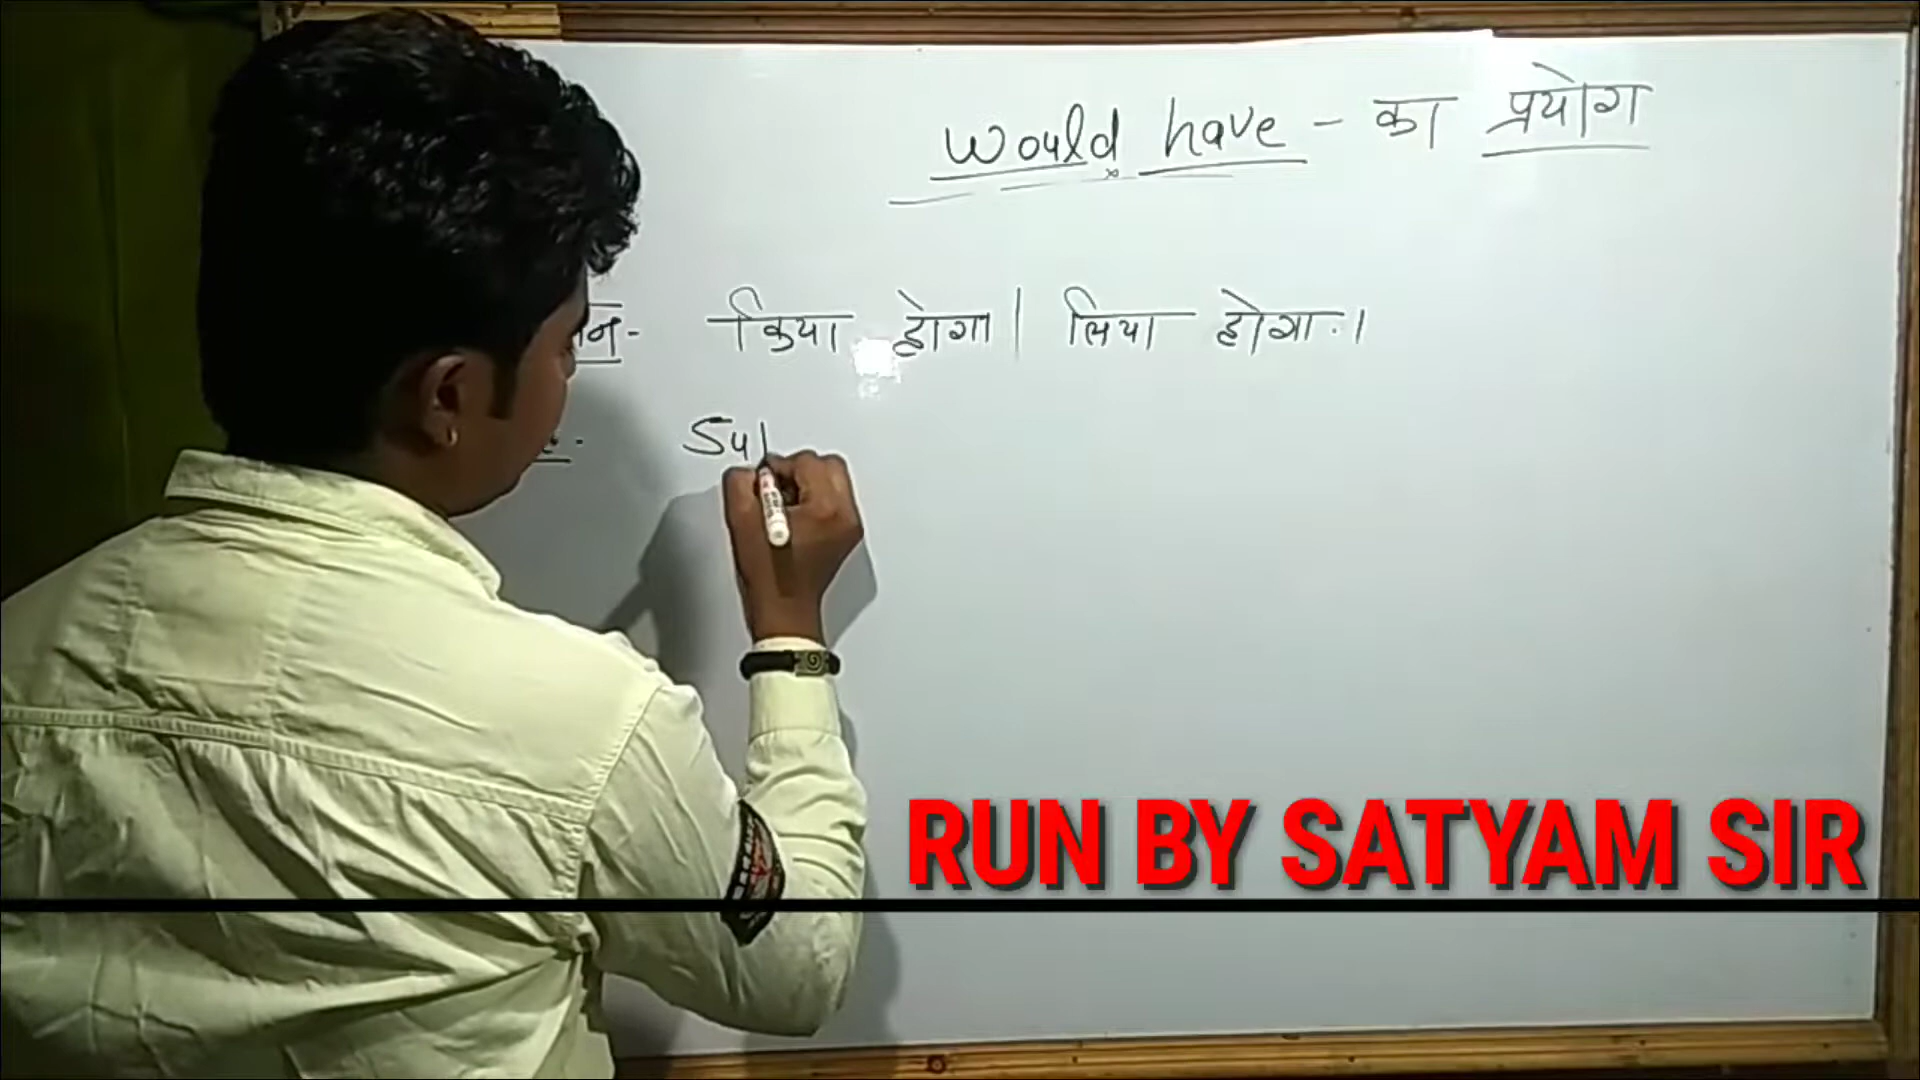 Would have - का प्रयोग
किया होगा | लिया होगा.।
Sub
RUN BY SATYAM SIR